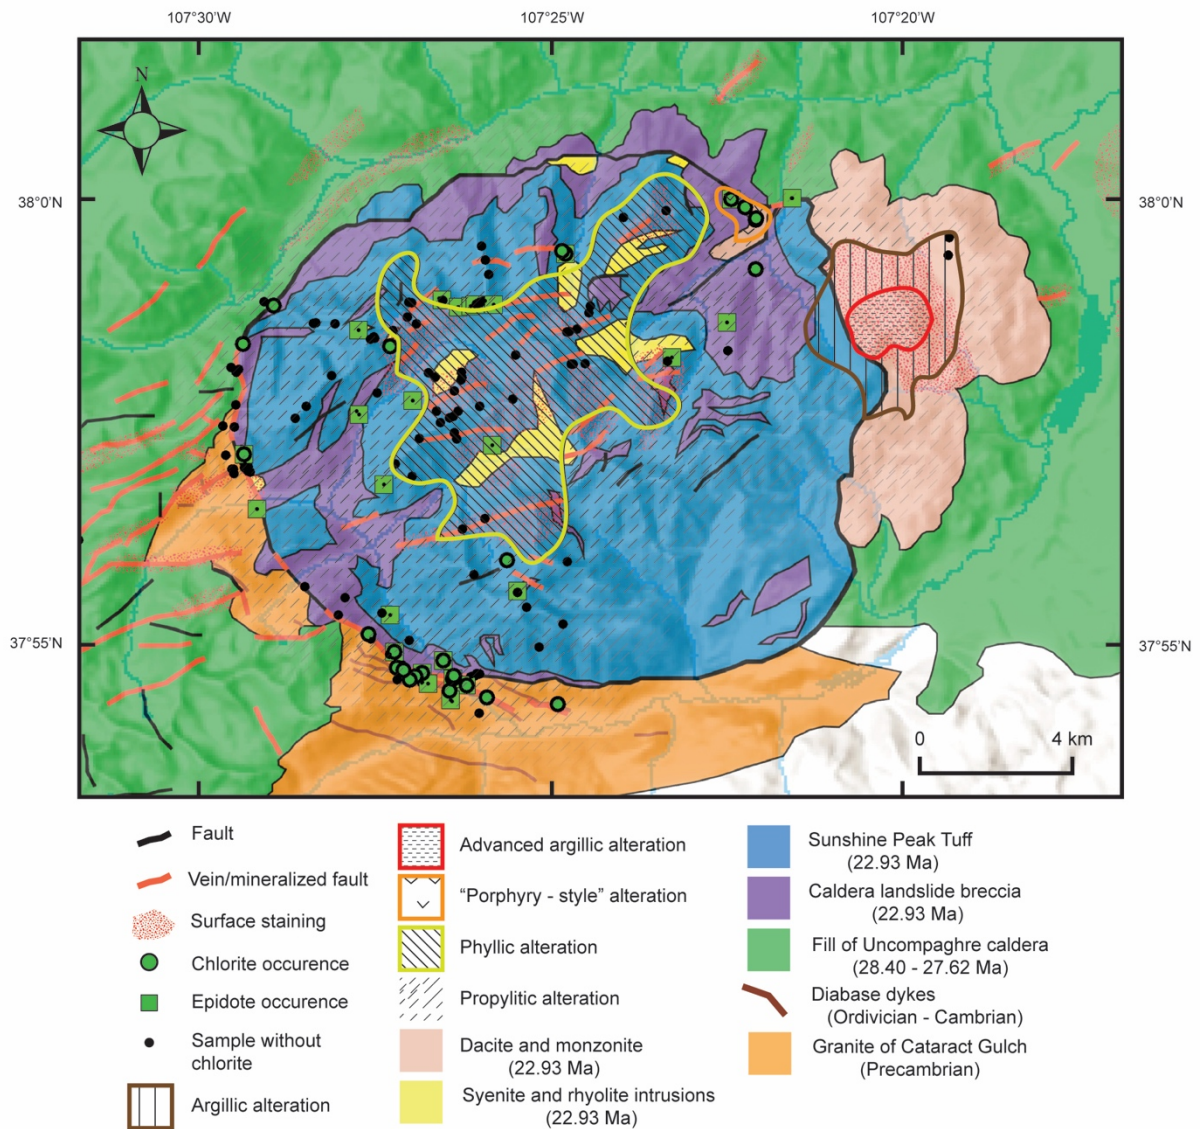 107°30'W
107°25'W
107°20'W
N
38°0'N
38°0'N
37°55'N
37°55'N
0
4 km
Fault
Vein/mineralized fault
Surface staining
Chlorite occurence
Epidote occurence
Sample without
chlorite
Argillic alteration
Advanced argillic alteration
“Porphyry - style” alteration
Phyllic alteration
Propylitic alteration
Dacite and monzonite
(22.93 Ma)
Syenite and rhyolite intrusions
(22.93 Ma)
Sunshine Peak Tuff
(22.93 Ma)
Caldera landslide breccia
(22.93 Ma)
Fill of Uncompaghre caldera
(28.40 - 27.62 Ma)
Diabase dykes
(Ordivician - Cambrian)
Granite of Cataract Gulch
(Precambrian)